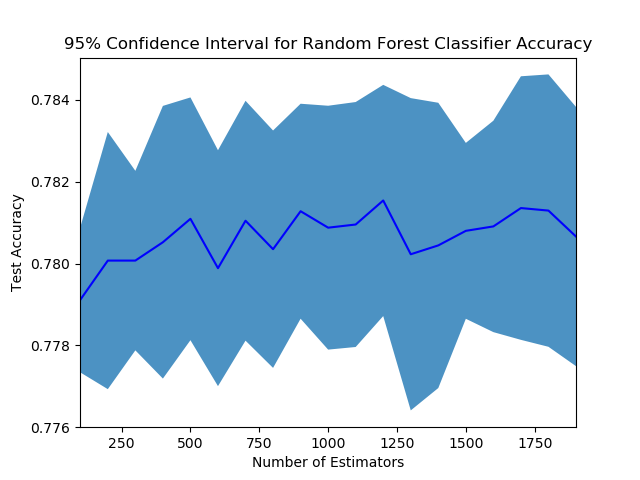 95% Confidence Interval for Random Forest Classifier Accuracy
0.784
0.782
0.780
0.778
0.776
Test Accuracy
250 500 750 1000 1250 1500 1750
Number of Estimators